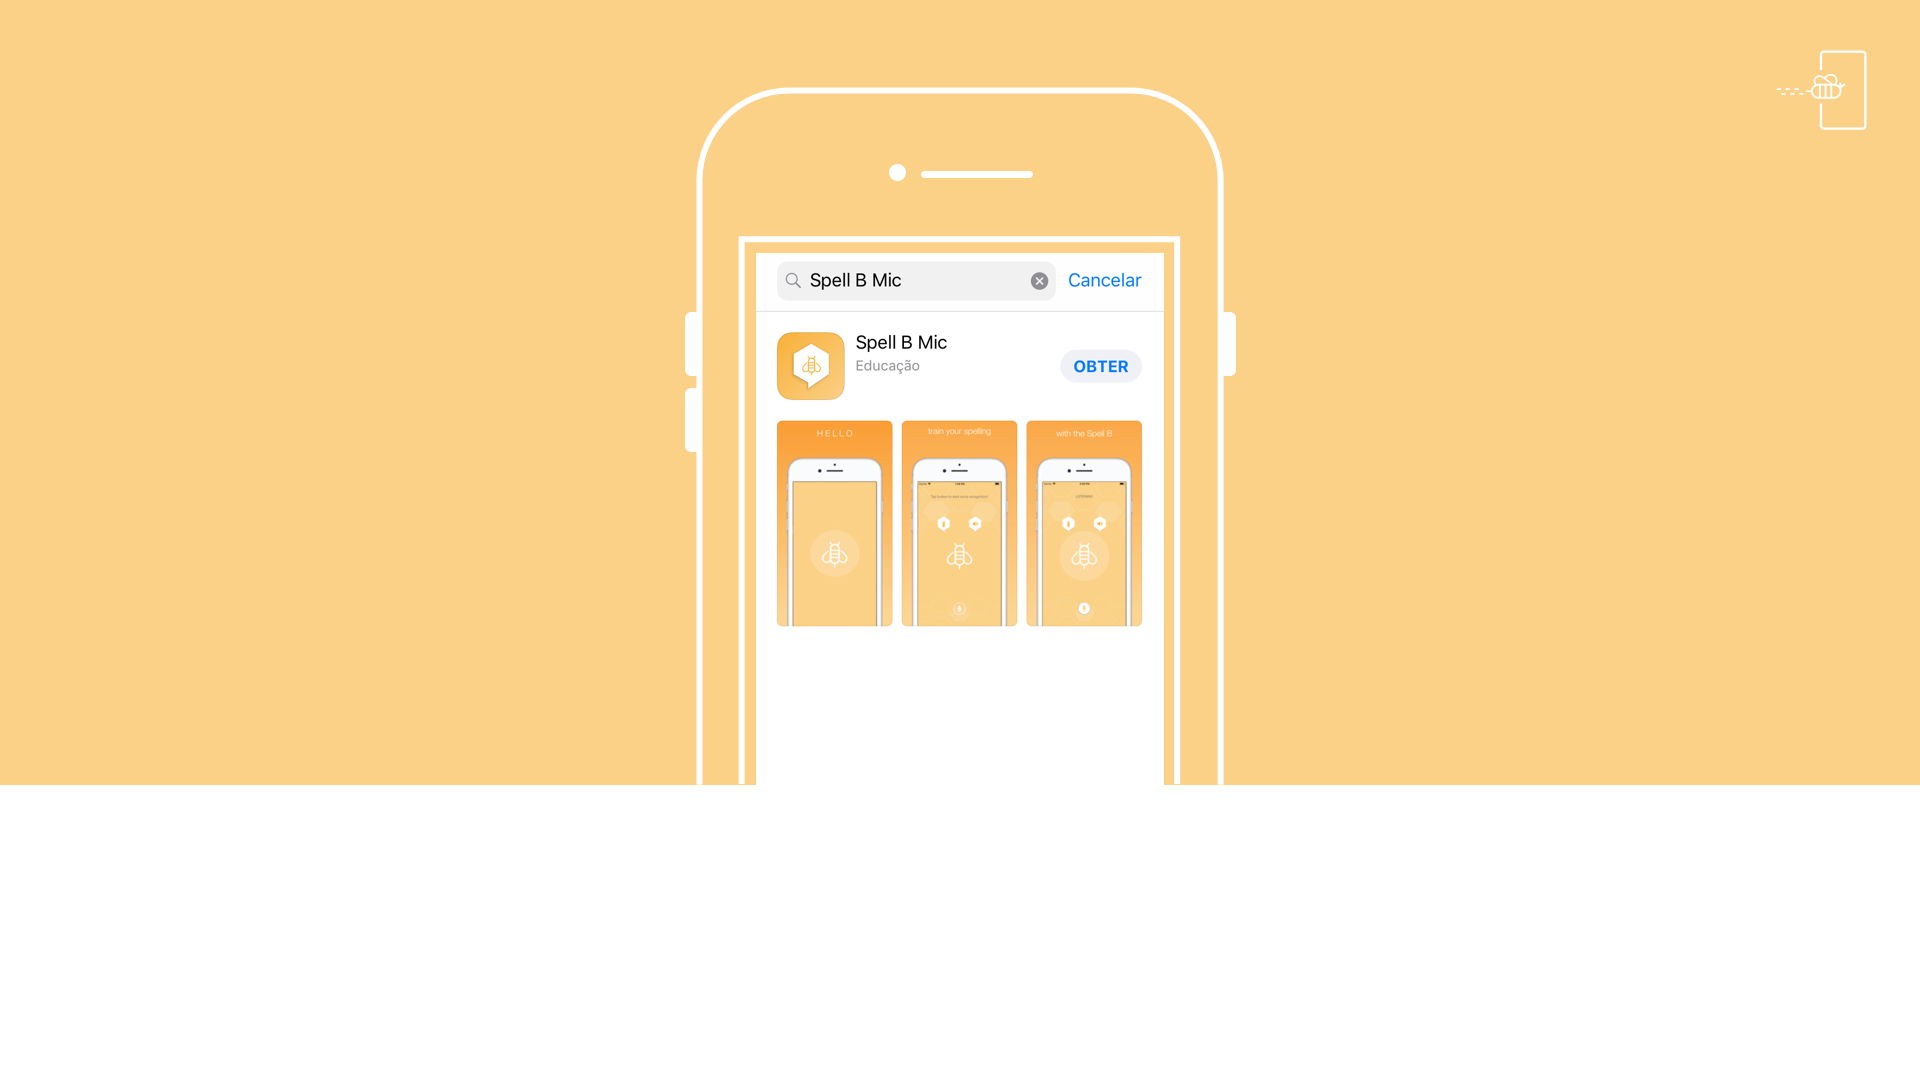 Spell B Mic
Cancelar
Spell B Mic
Educação
OBTER
HELLO
train your spelling
with the Spell B